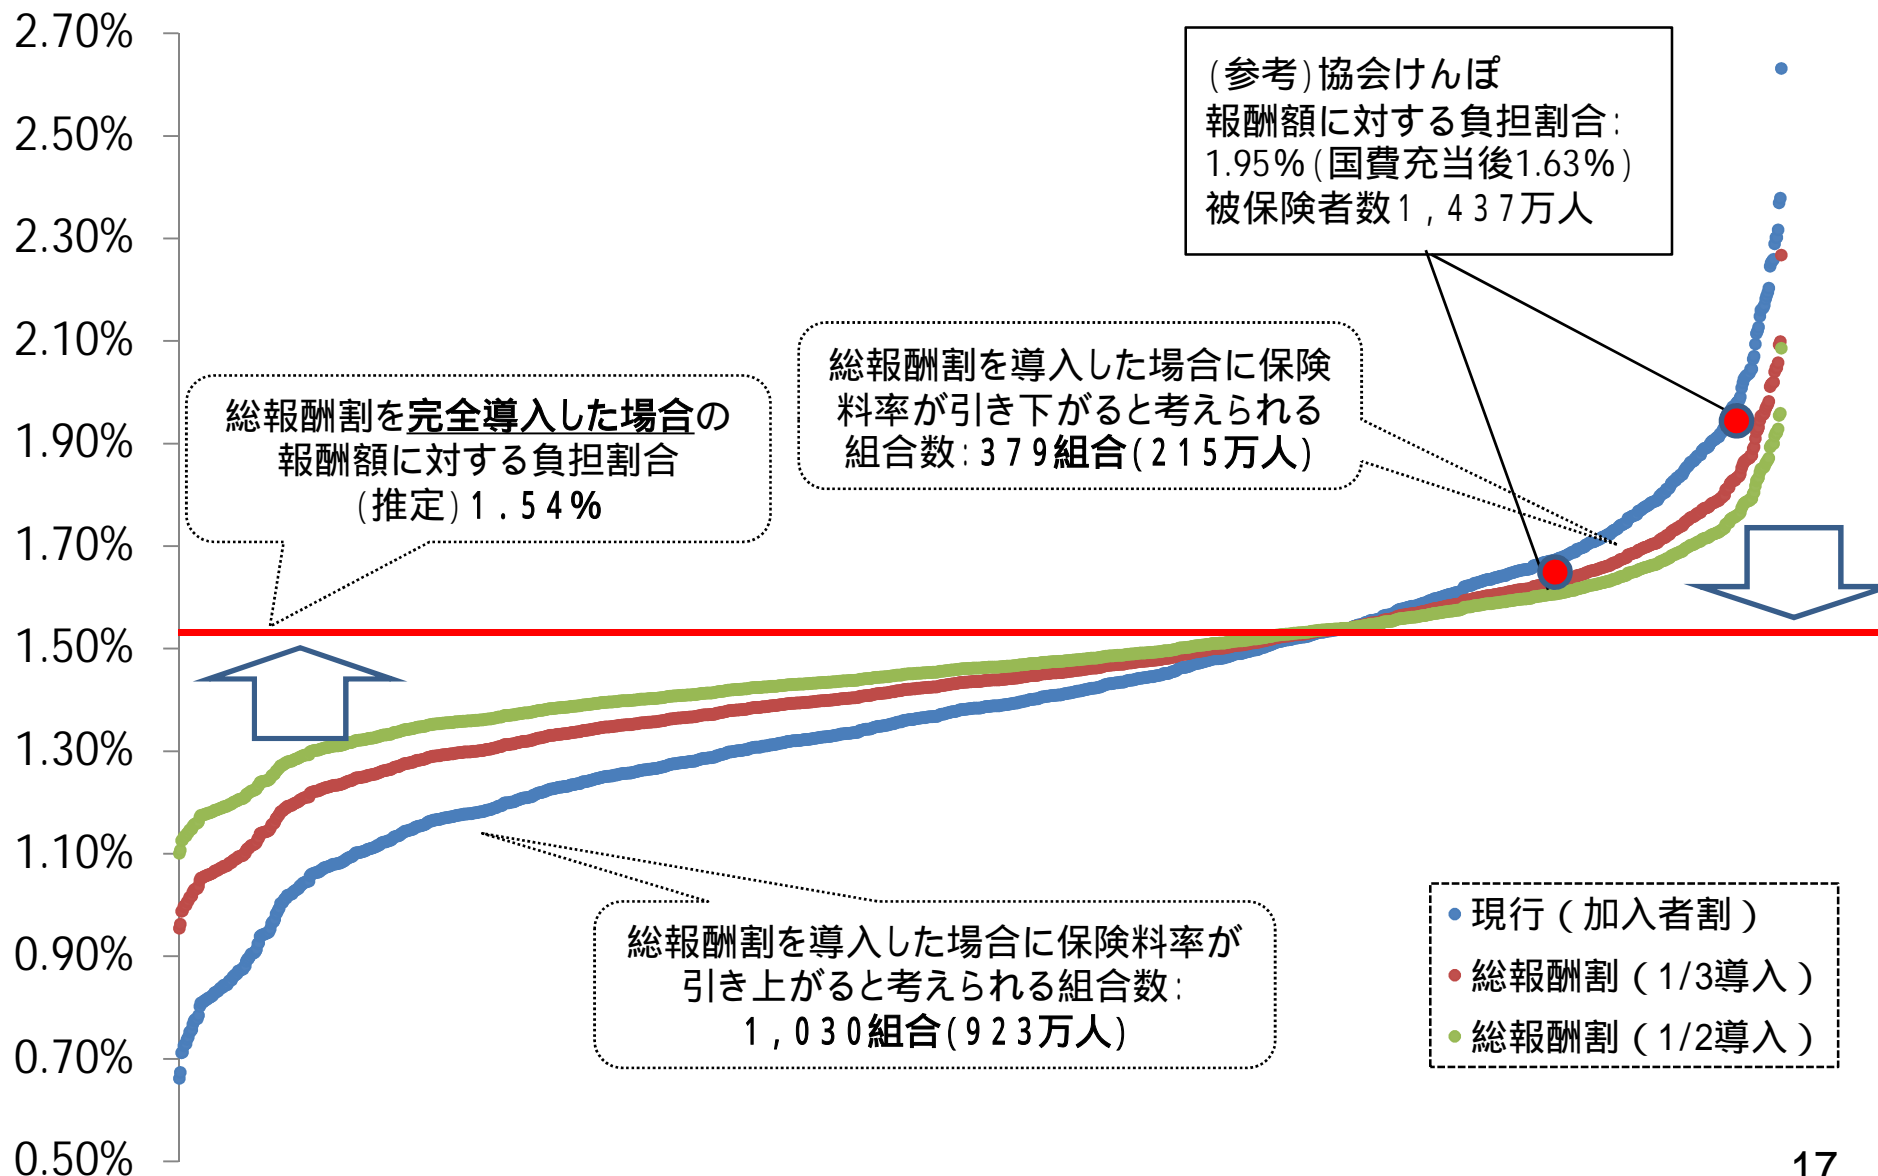 2.70%
2.50%
2.30%
2.10%
1.90%
1.70%
1.50%
1.30%
1.10%
0.90%
0.70%
0.50%
(参考)協会けんぽ
報酬額に対する負担割合:
1.95%(国費充当後1.63%)
被保険者数1,437万人
総報酬割を導入した場合に保険
料率が引き下がると考えられる
組合数:379組合(215万人)
総報酬割を完全導入した場合の
報酬額に対する負担割合
(推定)1.54%
総報酬割を導入した場合に保険料率が
引き上がると考えられる組合数:
1,030組合(923万人)
現行(加入者割)
総報酬割(1/3導入)
総報酬割(1/2導入)
17